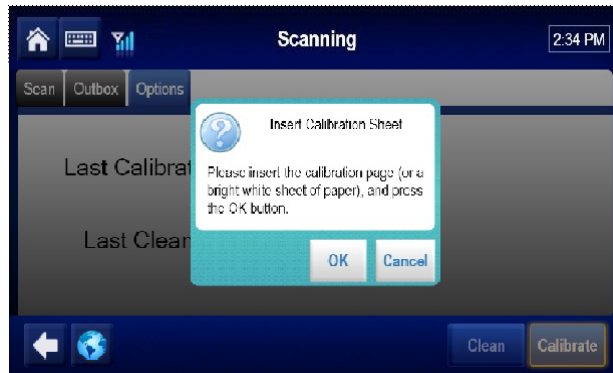 Scanning
2:34 PM
Scan
Outbox
Options
Insert Calibration Sheet
Please insert the calibration page (or a
bright white sheet of paper), and press
the OK button.
OK
Cancel
Last Calibrat
Last Clean
Clean
Calibrate